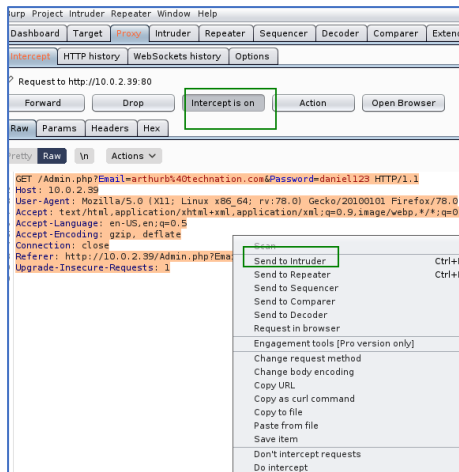 Burp Project Intruder Repeater Window Help
Dashboard Target Proxy Intruder Repeater Sequencer Decoder Comparer Exten
Intercept HTTP history WebSockets history Options
Request to http://10.0.2.39:80
Forward Drop Intercept is on Action Open Browser
Raw Params Headers Hex
Pretty Raw \n Actions
GET /Admin.php?Email=arthurb%40technation.com&Password=daniel123 HTTP/1.1
Host: 10.0.2.39
User-Agent: Mozilla/5.0 (X11; Linux x86_64; rv:78.0) Gecko/20100101 Firefox/78.0
Accept: text/html,application/xhtml+xml,application/xml;q=0.9,image/webp,*/*;q=0
Accept-Language: en-US,en;q=0.5
Accept-Encoding: gzip, deflate
Connection: close
Referer: http://10.0.2.39/Admin.php?Ema
Upgrade-Insecure-Requests: 1
Scan
Send to Intruder Ctrl+I
Send to Repeater Ctrl+
Send to Sequencer
Send to Comparer
Send to Decoder
Request in browser
Engagement tools [Pro version only]
Change request method
Change body encoding
Copy URL
Copy as curl command
Copy to file
Paste from file
Save item
Don't intercept requests
Do intercept